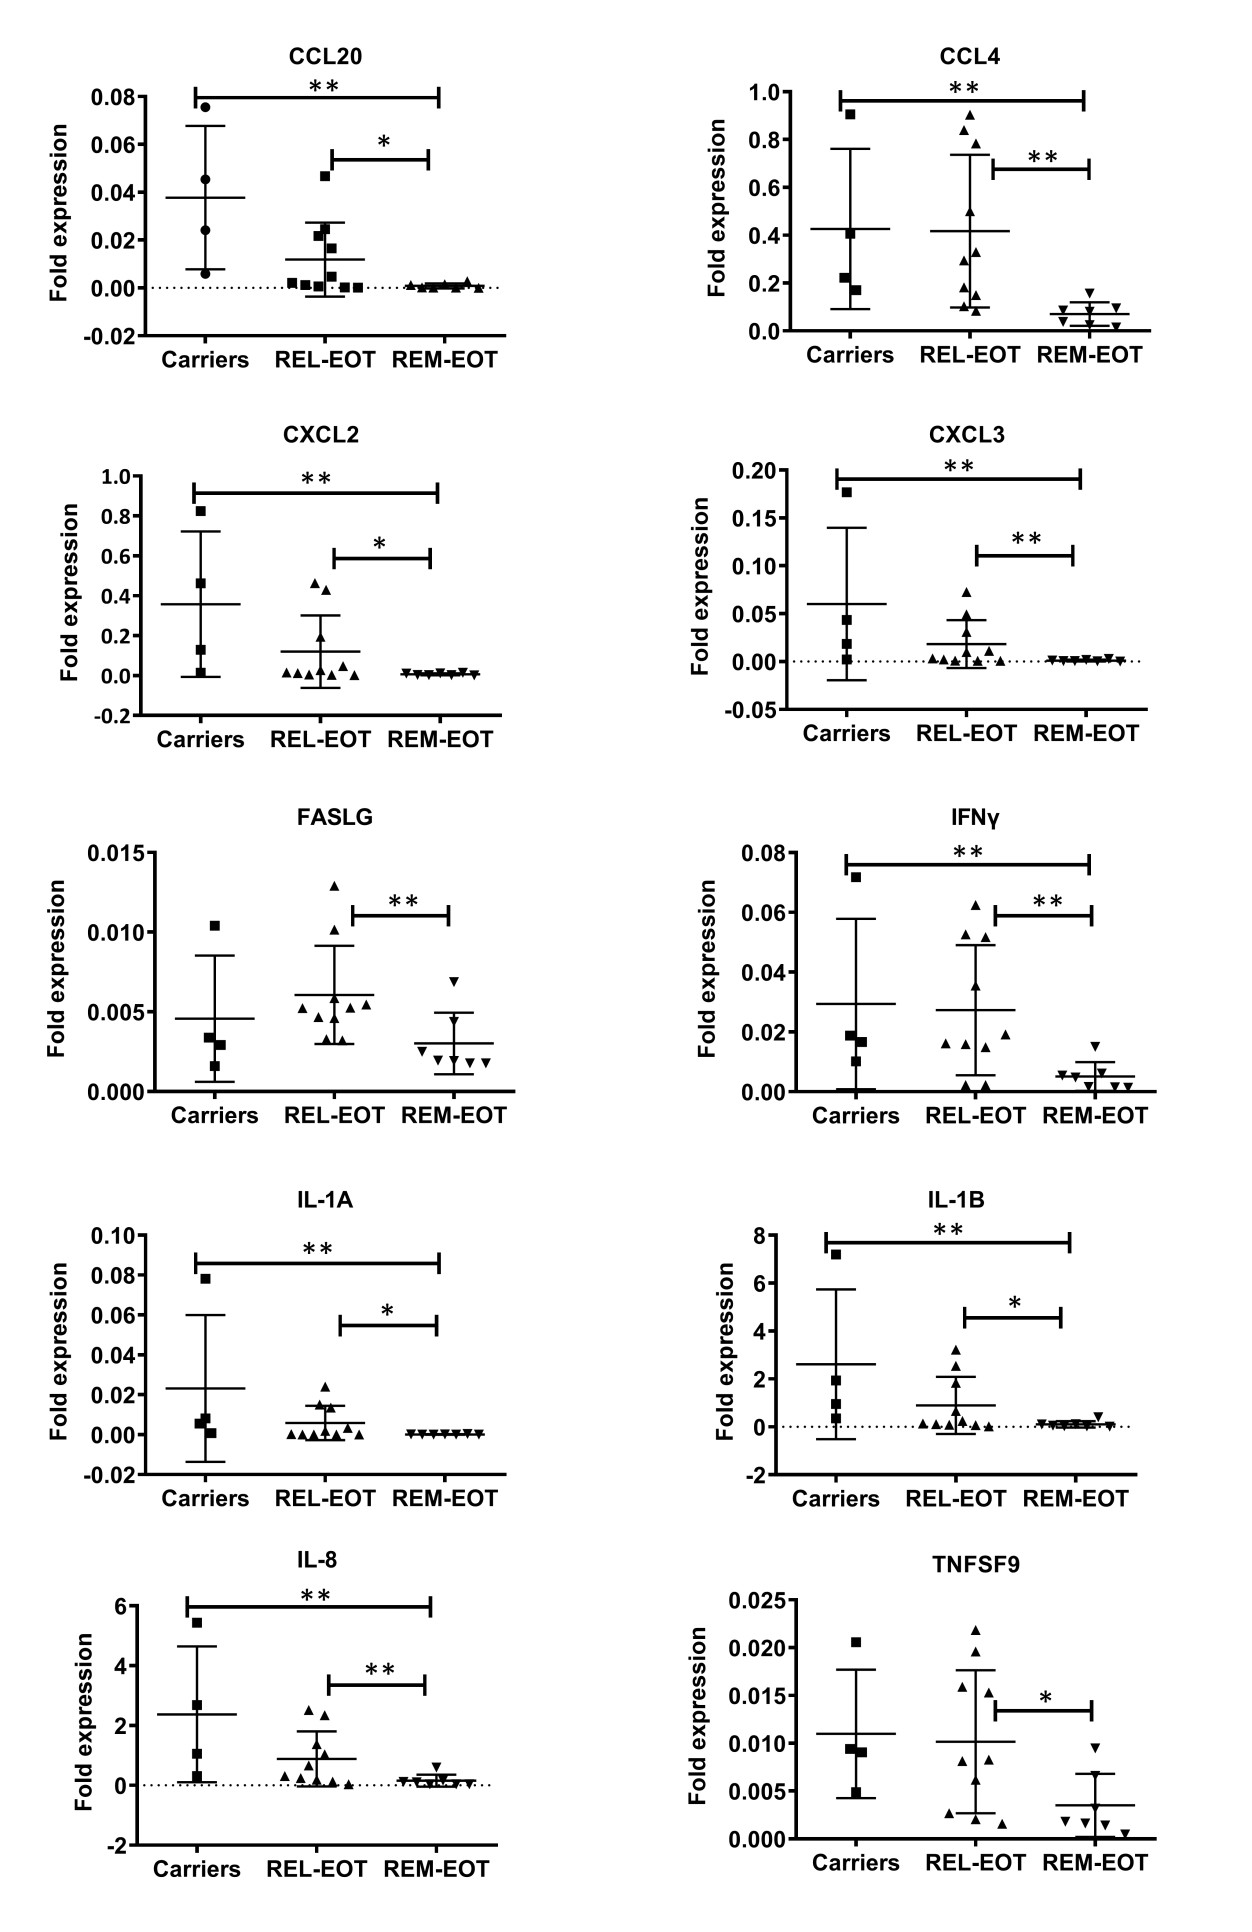 CCL20
**
*
Fold expression
0.08
0.06
0.04
0.02
0.00
-0.02
Carriers REL-EOT REM-EOT
CCL4
**
**
Fold expression
1.0
0.8
0.6
0.4
0.2
0.0
Carriers REL-EOT REM-EOT
CXCL2
**
*
Fold expression
1.0
0.8
0.6
0.4
0.2
0.0
-0.2
Carriers REL-EOT REM-EOT
CXCL3
**
**
Fold expression
0.20
0.15
0.10
0.05
0.00
-0.05
Carriers REL-EOT REM-EOT
FASLG
**
Fold expression
0.015
0.010
0.005
0.000
Carriers REL-EOT REM-EOT
IFNγ
**
**
Fold expression
0.08
0.06
0.04
0.02
0.00
Carriers REL-EOT REM-EOT
IL-1A
**
*
Fold expression
0.10
0.08
0.06
0.04
0.02
0.00
-0.02
Carriers REL-EOT REM-EOT
IL-1B
**
*
Fold expression
8
6
4
2
0
-2
Carriers REL-EOT REM-EOT
IL-8
**
**
Fold expression
6
4
2
0
-2
Carriers REL-EOT REM-EOT
TNFSF9
*
Fold expression
0.025
0.020
0.015
0.010
0.005
0.000
Carriers REL-EOT REM-EOT